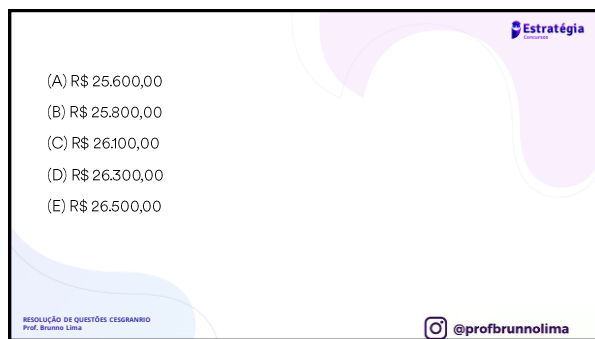 Estratégia
Concursos
(A) R$ 25.600,00
(B) R$ 25.800,00
(C) R$ 26.100,00
(D) R$ 26.300,00
(E) R$ 26.500,00
RESOLUÇÃO DE QUESTÕES CESGRANRIO
Prof. Brunno Lima
@profbrunnolima